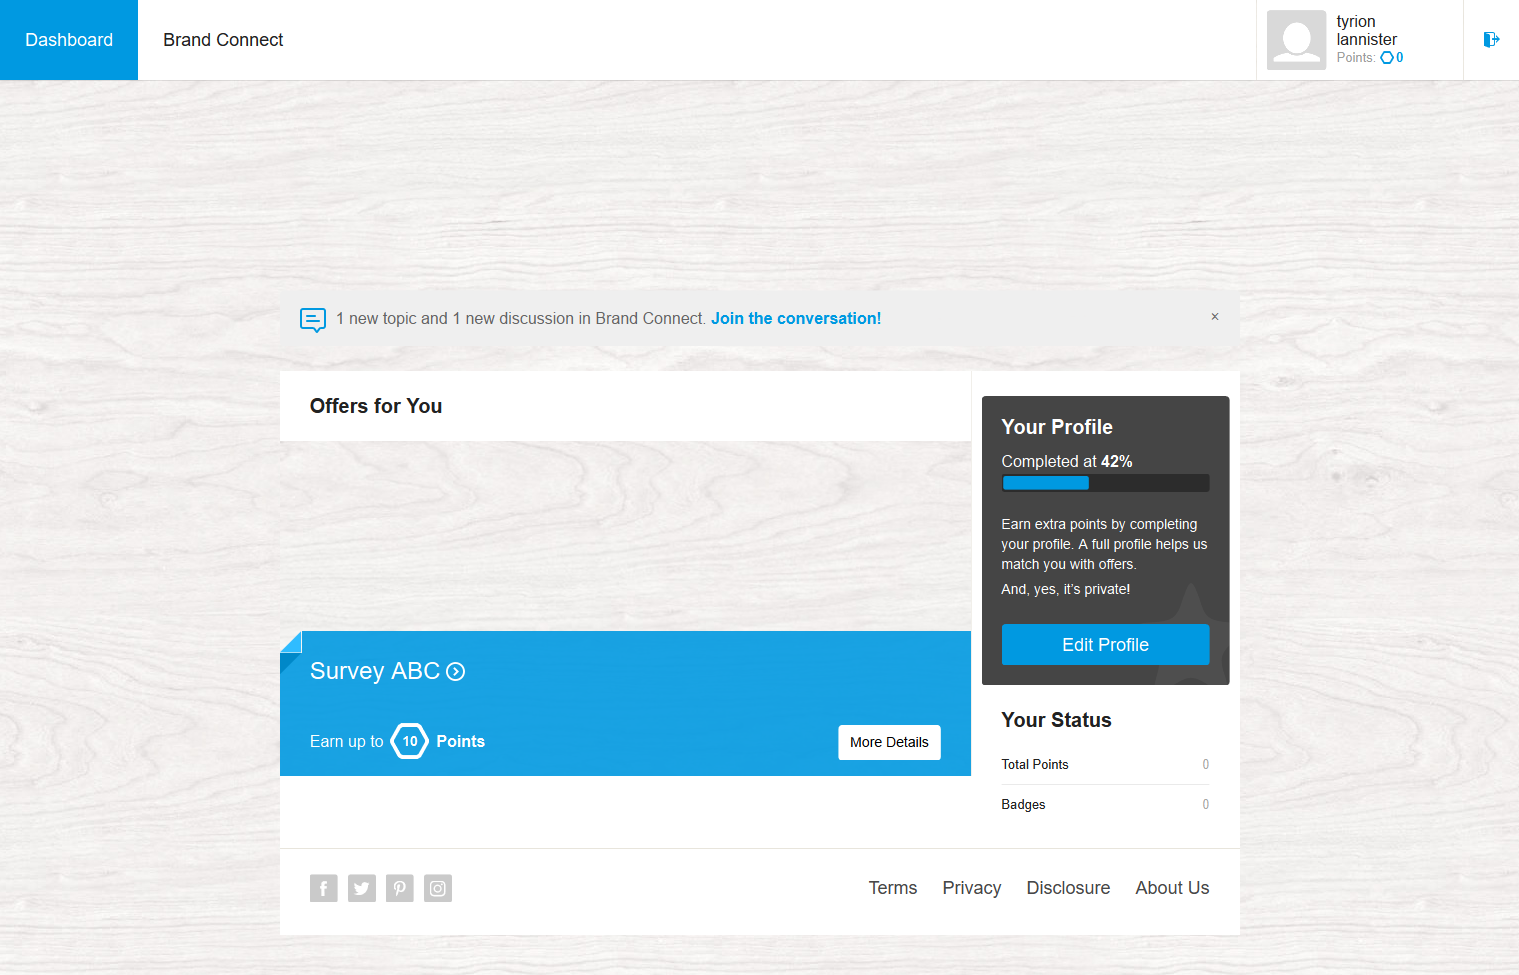 Dashboard
Brand Connect
tyrion
lannister
Points: 0
1 new topic and 1 new discussion in Brand Connect. Join the conversation!
×
Offers for You
Survey ABC
Earn up to 10 Points
More Details
Your Profile
Completed at 42%
Earn extra points by completing
your profile. A full profile helps us
match you with offers.
And, yes, it's private!
Edit Profile
Your Status
Total Points 0
Badges 0
Terms Privacy Disclosure About Us